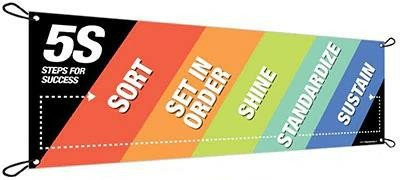 5S
STEPS FOR
SUCCESS
SORT
SET IN
ORDER
SHINE
STANDARDIZE
SUSTAIN